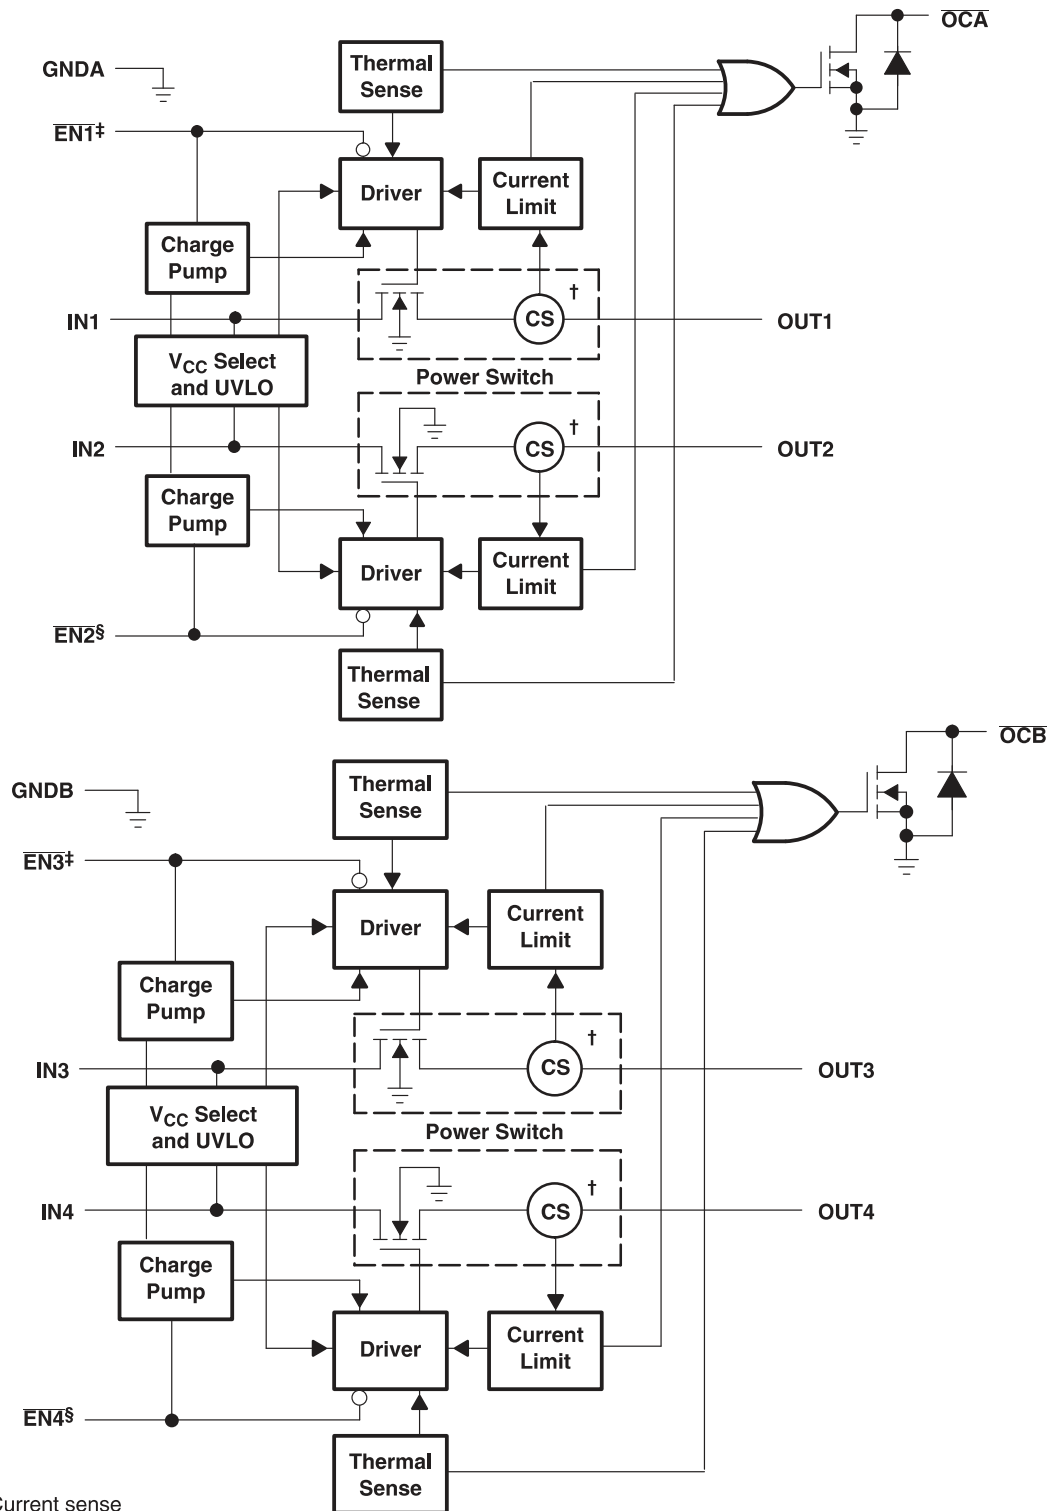 OCA
Thermal
Sense
GNDA
EN1‡
Driver
Current
Limit
Charge
Pump
†
IN1
CS
OUT1
VCC Select
and UVLO
Power Switch
†
IN2
CS
OUT2
Charge
Pump
Driver
Current
Limit
EN2§
Thermal
Sense
OCB
Thermal
Sense
GNDB
EN3‡
Driver
Current
Limit
Charge
Pump
†
IN3
CS
OUT3
VCC Select
and UVLO
Power Switch
†
IN4
CS
OUT4
Charge
Pump
Driver
Current
Limit
EN4§
Thermal
Sense
Current sense